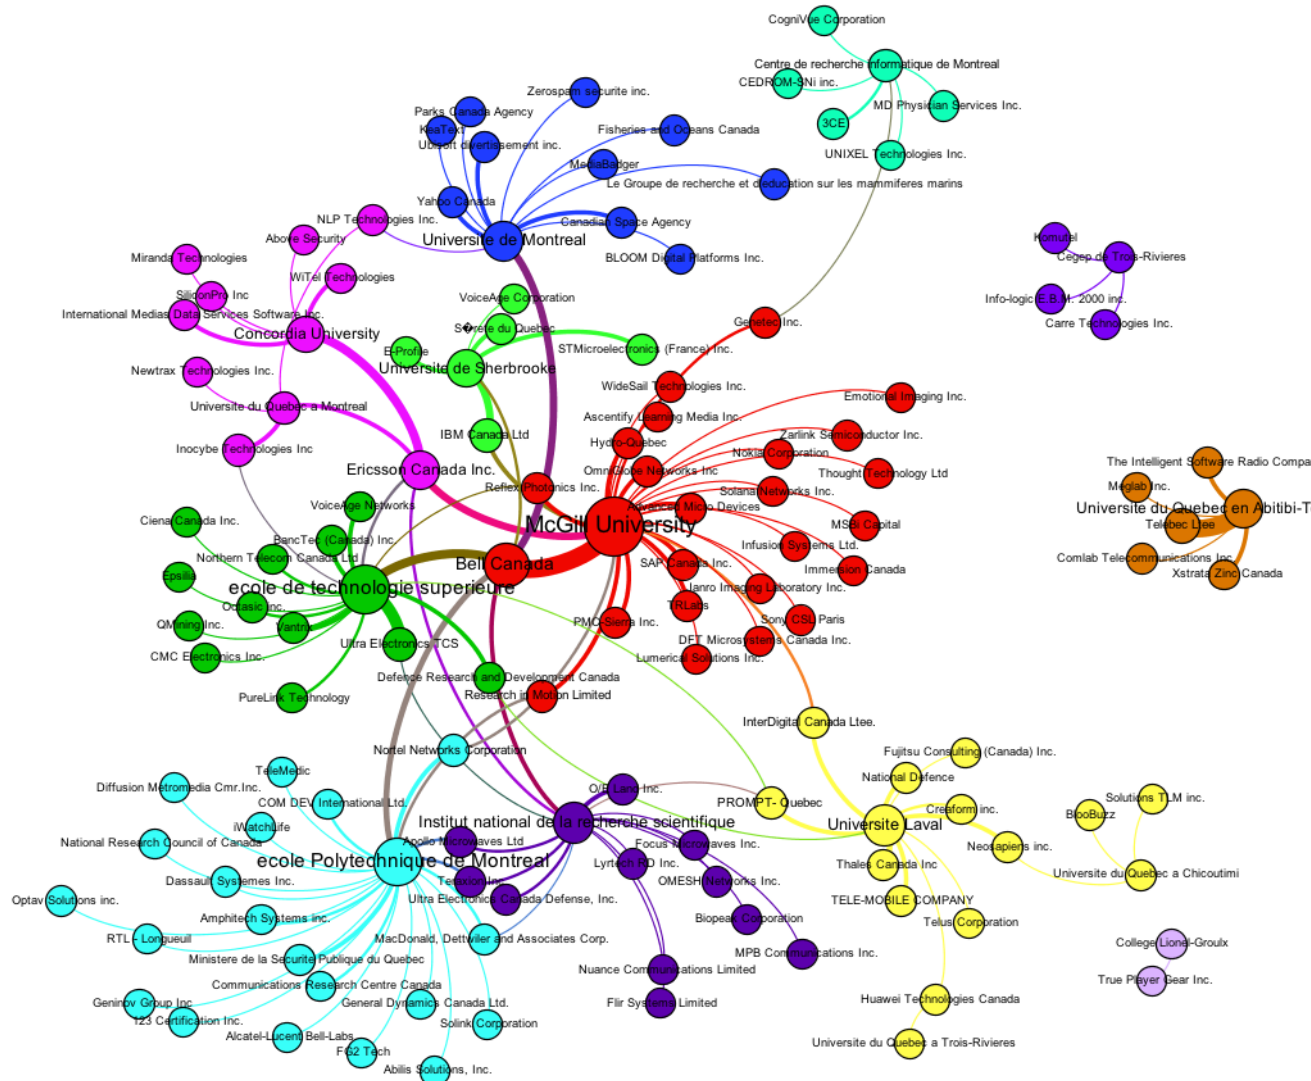 CogniVue Corporation
Centre de recherche informatique de Montreal
CEDROM-SNi inc.
MD Physician Services Inc.
3CE
UNIXEL Technologies Inc.
Zerospam securite inc.
Parks Canada Agency
KeaText
Ubisoft divertissement inc.
Fisheries and Oceans Canada
MediaBadger
Le Groupe de recherche et d'education sur les mammiferes marins
Yahoo Canada
Canadian Space Agency
Universite de Montreal
BLOOM Digital Platforms Inc.
NLP Technologies Inc.
Above Security
Miranda Technologies
WiTel Technologies
SiliconPro Inc
International Medias Data Services Software Inc.
Concordia University
Komutel
Cegep de Trois-Rivieres
Info-logic E.B.M. 2000 inc.
Carre Technologies Inc.
VoiceAge Corporation
S�rete du Quebec
E-Profile
STMicroelectronics (France) Inc.
Universite de Sherbrooke
Genetec Inc.
Newtrax Technologies Inc.
Universite du Quebec a Montreal
WideSail Technologies Inc.
Emotional Imaging Inc.
Ascentify Learning Media Inc.
IBM Canada Ltd
Hydro-Quebec
Zarlink Semiconductor Inc.
Inocybe Technologies Inc
Nokia Corporation
Ericsson Canada Inc.
OmniGlobe Networks Inc
Thought Technology Ltd
Reflex Photonics Inc.
Solana Networks Inc.
The Intelligent Software Radio Compa
Meglab Inc.
Universite du Quebec en Abitibi-T
Telebec Ltee
Comlab Telecommunications Inc.
Xstrata Zinc Canada
VoiceAge Networks
Advanced Micro Devices
Ciena Canada Inc.
McGill University
MSBi Capital
BancTec (Canada) Inc.
Infusion Systems Ltd.
Northern Telecom Canada Ltd
Bell Canada
SAP Canada Inc.
Immersion Canada
Epsilia
ecole de technologie superieure
Janro Imaging Laboratory Inc.
Octasic inc.
TRLabs
QMining Inc.
Vantrix
PMC-Sierra Inc.
Sony CSL Paris
Ultra Electronics TCS
DFT Microsystems Canada Inc.
CMC Electronics Inc.
Lumerical Solutions Inc.
Defence Research and Development Canada
PureLink Technology
Research in Motion Limited
InterDigital Canada Ltee.
Nortel Networks Corporation
Fujitsu Consulting (Canada) Inc.
TeleMedic
National Defence
Diffusion Metromedia Cmr.Inc.
O/E Land Inc.
COM DEV International Ltd.
PROMPT- Quebec
Creaform inc.
Solutions TLM inc.
BlooBuzz
Institut national de la recherche scientifique
Universite Laval
iWatchLife
National Research Council of Canada
Apollo Microwaves Ltd
Focus Microwaves Inc.
Neosapiens inc.
ecole Polytechnique de Montreal
Lyrtech RD Inc.
Thales Canada Inc
Universite du Quebec a Chicoutimi
Dassault Systemes Inc.
Teraxion Inc.
OMESH Networks Inc.
Optav Solutions inc.
Ultra Electronics Canada Defense, Inc.
TELE-MOBILE COMPANY
Amphitech Systems inc.
Biopeak Corporation
Telus Corporation
RTL - Longueuil
MacDonald, Dettwiler and Associates Corp.
College Lionel-Groulx
MPB Communications Inc.
Ministere de la Securite Publique du Quebec
Nuance Communications Limited
True Player Gear Inc.
Communications Research Centre Canada
Geninov Group Inc
General Dynamics Canada Ltd.
Flir Systems Limited
Huawei Technologies Canada
123 Certification Inc.
Solink Corporation
Alcatel-Lucent Bell-Labs
Universite du Quebec a Trois-Rivieres
FG2 Tech
Abilis Solutions, Inc.